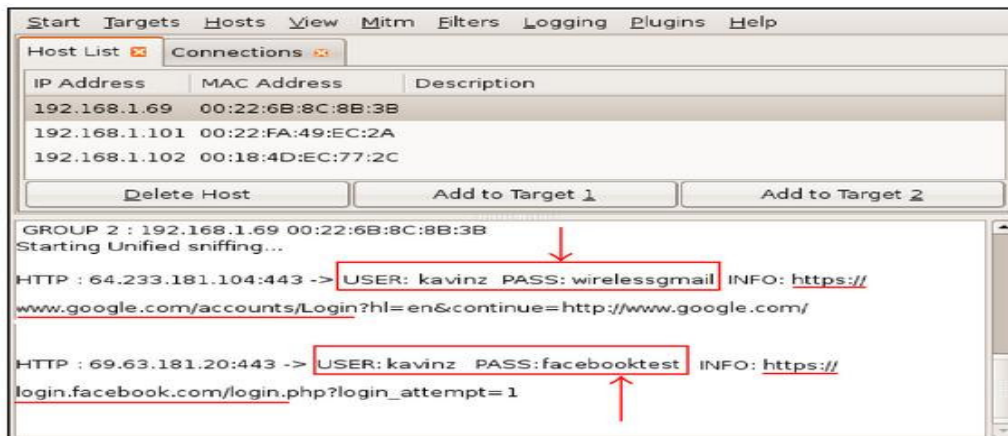 Start Targets Hosts View Mitm Filters Logging Plugins Help
Host List Connections
IP Address MAC Address Description
192.168.1.69 00:22:6B:8C:8B:3B
192.168.1.101 00:22:FA:49:EC:2A
192.168.1.102 00:18:4D:EC:77:2C
Delete Host Add to Target 1 Add to Target 2
GROUP 2 : 192.168.1.69 00:22:6B:8C:8B:3B
Starting Unified sniffing...
HTTP : 64.233.181.104:443 -> USER: kavinz PASS: wirelessgmail INFO: https://
www.google.com/accounts/Login?hl=en&continue=http://www.google.com/
HTTP : 69.63.181.20:443 -> USER: kavinz PASS:facebooktest INFO: https://
login.facebook.com/login.php?login_attempt=1